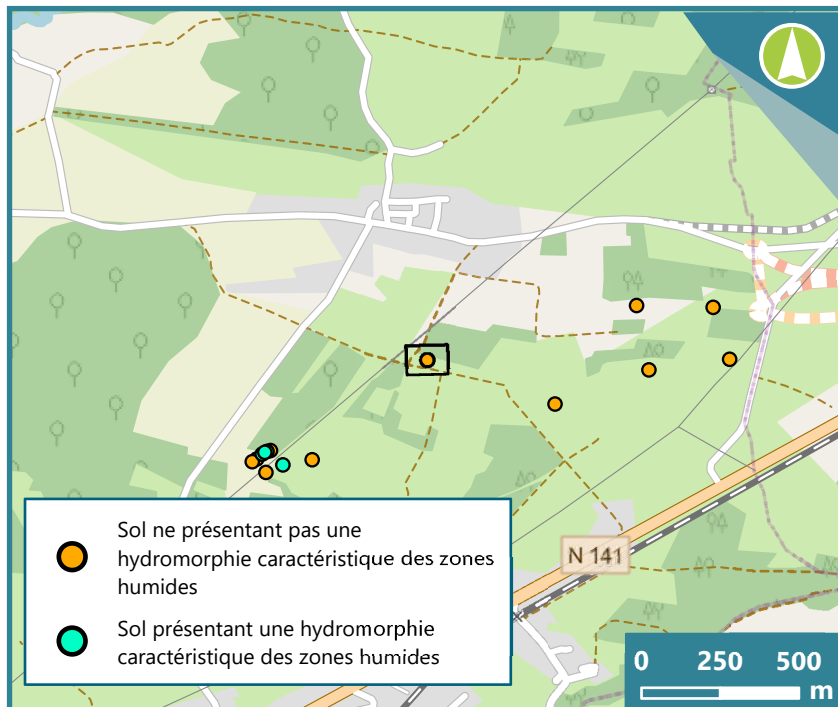 N 141
Sol ne présentant pas une
hydromorphie caractéristique des zones
humides
Sol présentant une hydromorphie
caractéristique des zones humides
0 250 500
m